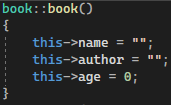 book::book()
{
    this->name = "";
    this->author = "";
    this->age = 0;
}